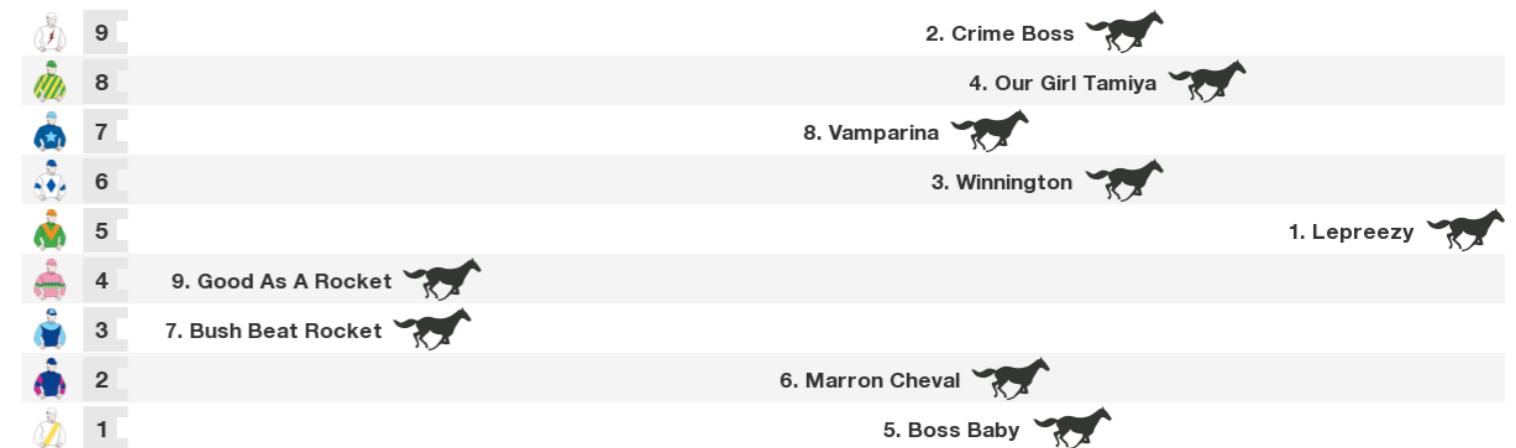 9 2. Crime Boss
8 4. Our Girl Tamiya
7 8. Vamparina
6 3. Winnington
5 1. Lepreezy
4 9. Good As A Rocket
3 7. Bush Beat Rocket
2 6. Marron Cheval
1 5. Boss Baby